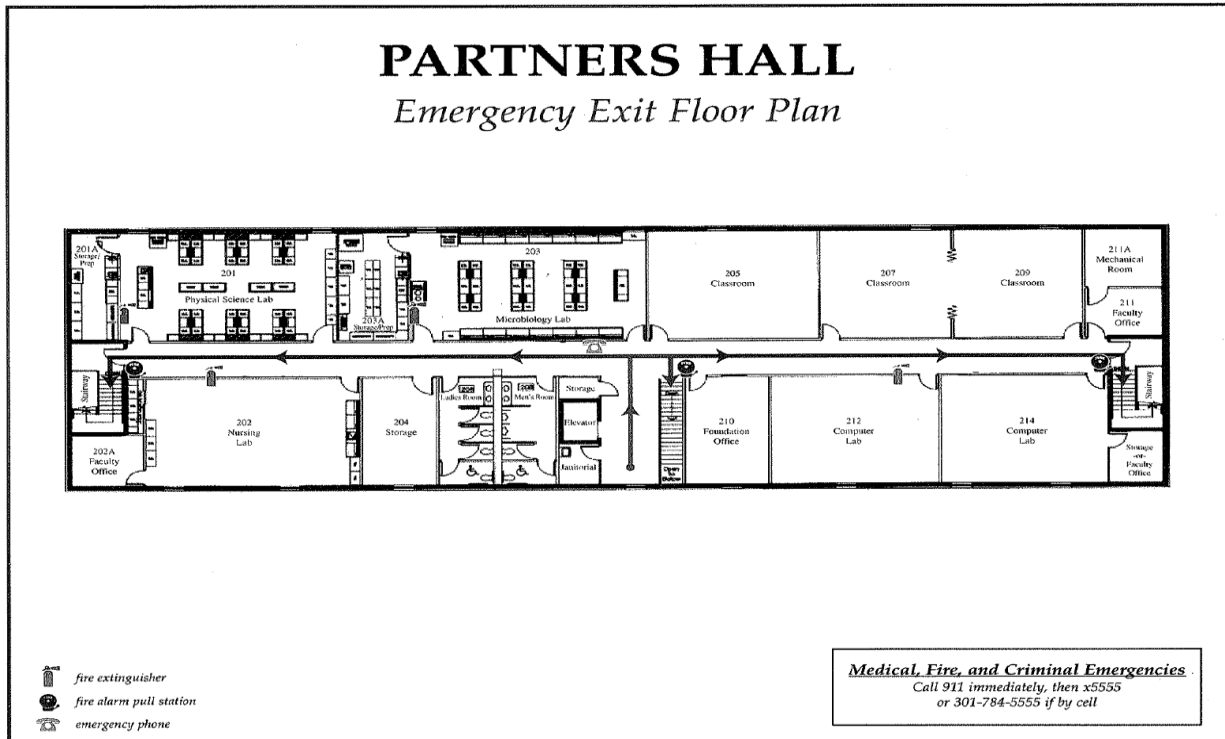 PARTNERS HALL
Emergency Exit Floor Plan
201A
Storage/
Prep
201
Physical Science Lab
203A
Storage/Prep
203
Microbiology Lab
205
Classroom
207
Classroom
209
Classroom
211A
Mechanical
Room
211
Faculty
Office
Stairway
202
Nursing
Lab
202A
Faculty
Office
204
Storage
Ladies Room
Men's Room
Storage
Elevator
Janitorial
Open
to
Below
210
Foundation
Office
212
Computer
Lab
214
Computer
Lab
Stairway
Storage
-or-
Faculty
Office
fire extinguisher
fire alarm pull station
emergency phone
Medical, Fire, and Criminal Emergencies
Call 911 immediately, then x5555
or 301-784-5555 if by cell